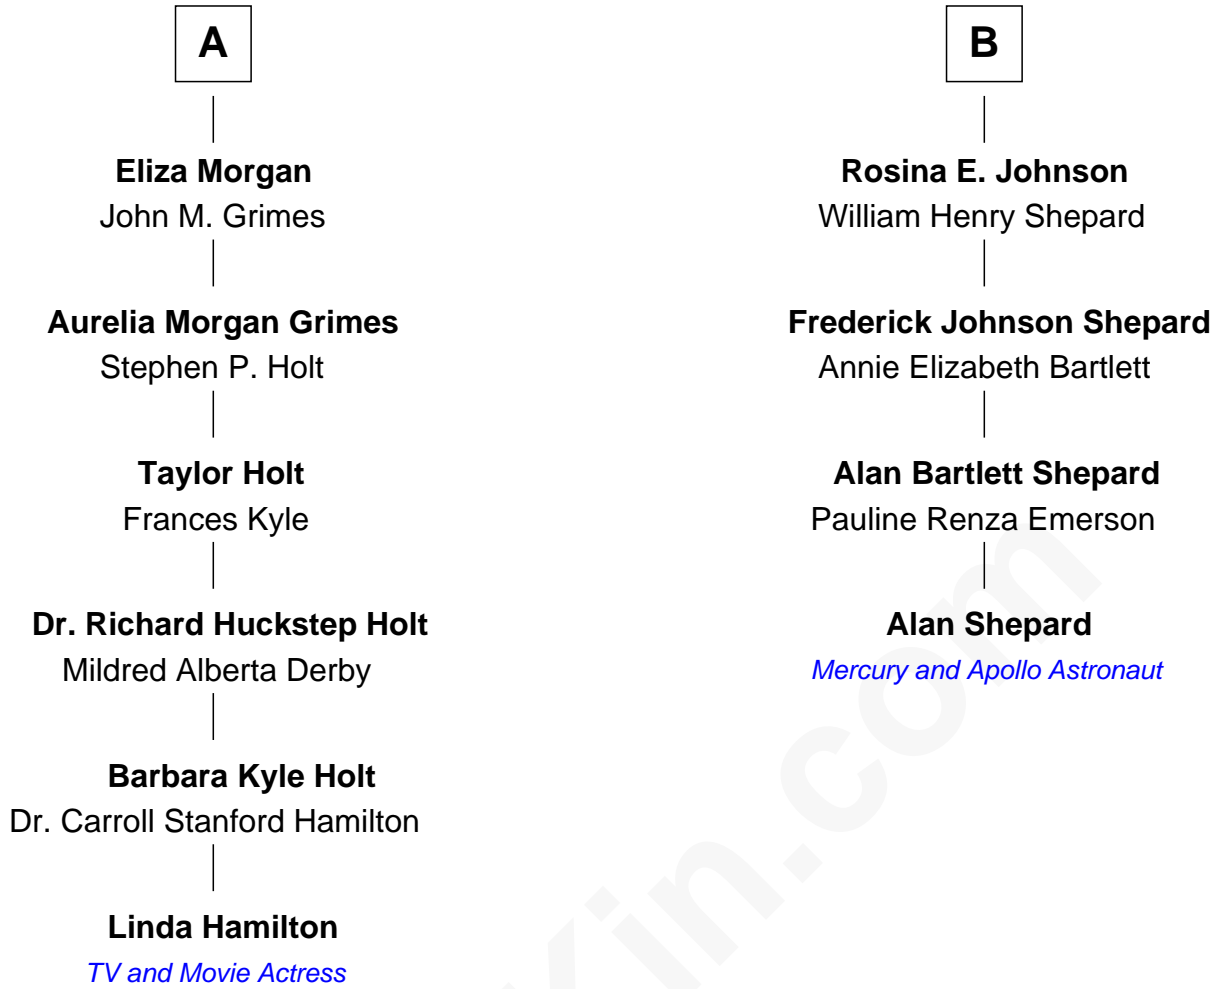 A
Eliza Morgan
John M. Grimes
Aurelia Morgan Grimes
Stephen P. Holt
Taylor Holt
Frances Kyle
Dr. Richard Huckstep Holt
Mildred Alberta Derby
Barbara Kyle Holt
Dr. Carroll Stanford Hamilton
Linda Hamilton
TV and Movie Actress
B
Rosina E. Johnson
William Henry Shepard
Frederick Johnson Shepard
Annie Elizabeth Bartlett
Alan Bartlett Shepard
Pauline Renza Emerson
Alan Shepard
Mercury and Apollo Astronaut
Kin.com